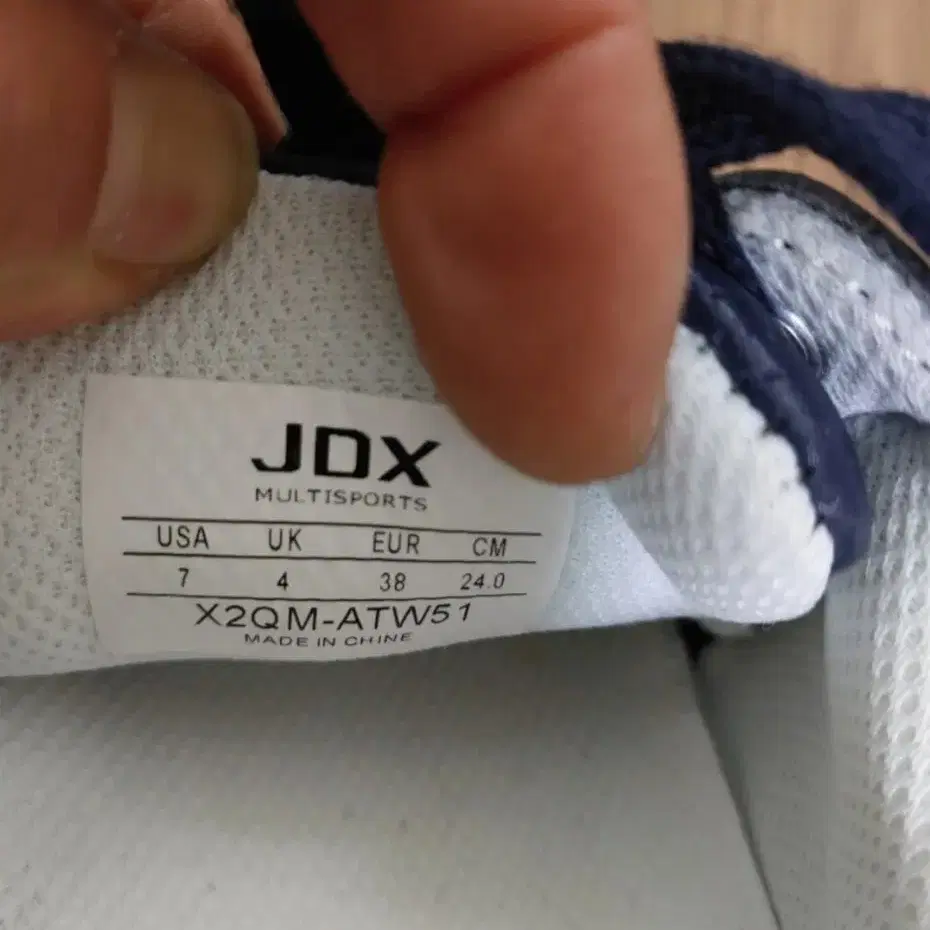 JDX
MULTISPORTS
USA UK EUR CM
7 4 38 24.0
X2QM-ATW51
MADE IN CHINE